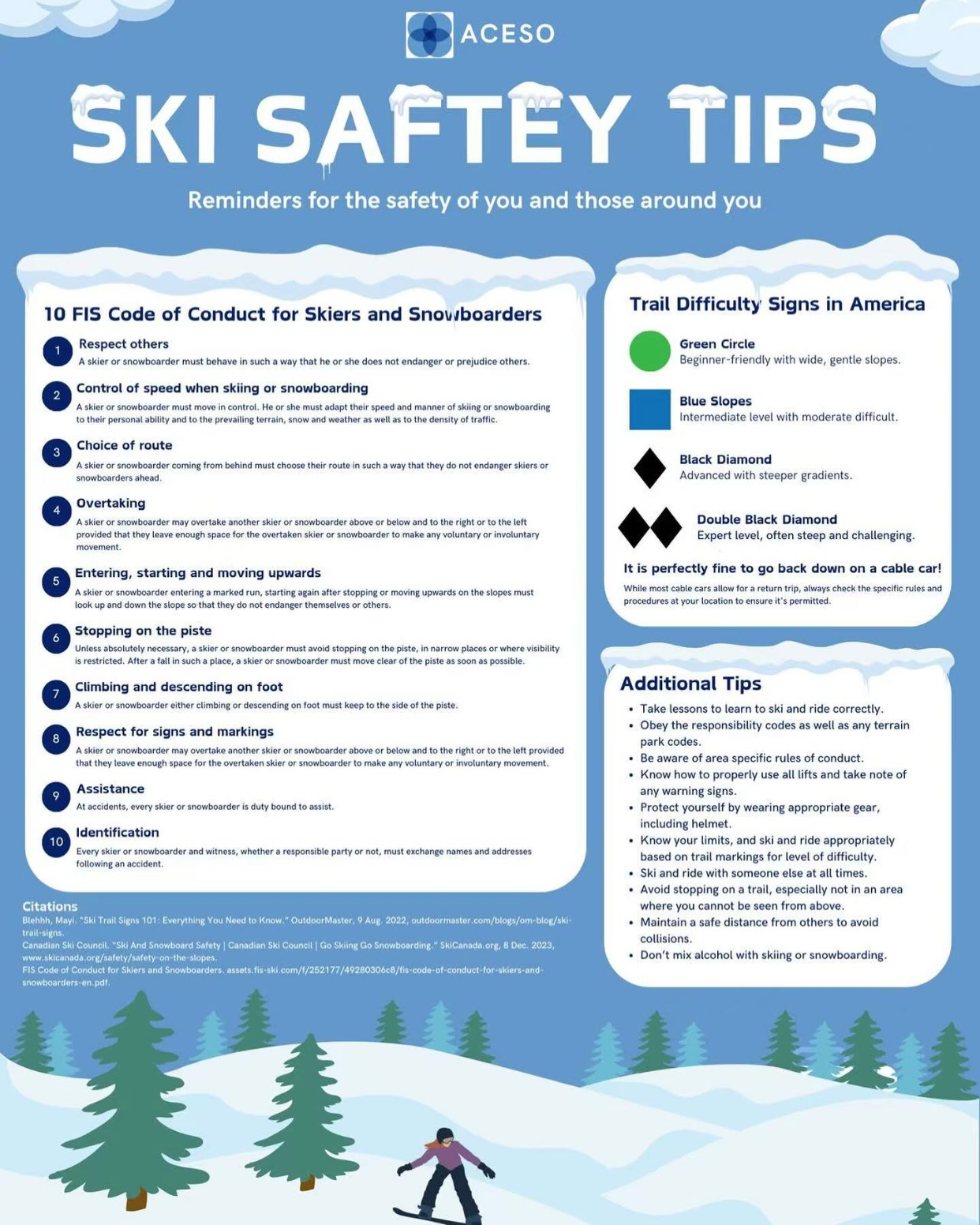 ACESO
SKI SAFTEY TIPS
Reminders for the safety of you and those around you
10 FIS Code of Conduct for Skiers and Snowboarders
1
Respect others
A skier or snowboarder must behave in such a way that he or she does not endanger or prejudice others.
2
Control of speed when skiing or snowboarding
A skier or snowboarder must move in control. He or she must adapt their speed and manner of skiing or snowboarding
to their personal ability and to the prevailing terrain, snow and weather as well as to the density of traffic.
3
Choice of route
A skier or snowboarder coming from behind must choose their route in such a way that they do not endanger skiers or
snowboarders ahead.
4
Overtaking
A skier or snowboarder may overtake another skier or snowboarder above or below and to the right or to the left
provided that they leave enough space for the overtaken skier or snowboarder to make any voluntary or involuntary
movement.
5
Entering, starting and moving upwards
A skier or snowboarder entering a marked run, starting again after stopping or moving upwards on the slopes must
look up and down the slope so that they do not endanger themselves or others.
6
Stopping on the piste
Unless absolutely necessary, a skier or snowboarder must avoid stopping on the piste, in narrow places or where visibility
is restricted. After a fall in such a place, a skier or snowboarder must move clear of the piste as soon as possible.
7
Climbing and descending on foot
A skier or snowboarder either climbing or descending on foot must keep to the side of the piste.
8
Respect for signs and markings
A skier or snowboarder may overtake another skier or snowboarder above or below and to the right or to the left provided
that they leave enough space for the overtaken skier or snowboarder to make any voluntary or involuntary movement.
9
Assistance
At accidents, every skier or snowboarder is duty bound to assist.
10
Identification
Every skier or snowboarder and witness, whether a responsible party or not, must exchange names and addresses
following an accident.
Trail Difficulty Signs in America
Green Circle
Beginner-friendly with wide, gentle slopes.
Blue Slopes
Intermediate level with moderate difficult.
Black Diamond
Advanced with steeper gradients.
Double Black Diamond
Expert level, often steep and challenging.
It is perfectly fine to go back down on a cable car!
While most cable cars allow for a return trip, always check the specific rules and
procedures at your location to ensure it's permitted.
Additional Tips
• Take lessons to learn to ski and ride correctly.
• Obey the responsibility codes as well as any terrain
park codes.
• Be aware of area specific rules of conduct.
• Know how to properly use all lifts and take note of
any warning signs.
• Protect yourself by wearing appropriate gear,
including helmet.
• Know your limits, and ski and ride appropriately
based on trail markings for level of difficulty.
• Ski and ride with someone else at all times.
• Avoid stopping on a trail, especially not in an area
where you cannot be seen from above.
• Maintain a safe distance from others to avoid
collisions.
• Don't mix alcohol with skiing or snowboarding.
Citations
Blehhh, Mayi. "Ski Trail Signs 101: Everything You Need to Know." OutdoorMaster, 9 Aug. 2022, outdoormaster.com/blogs/om-blog/ski-
trail-signs.
Canadian Ski Council. "Ski And Snowboard Safety | Canadian Ski Council | Go Skiing Go Snowboarding." SkiCanada.org, 8 Dec. 2023,
www.skicanada.org/safety/safety-on-the-slopes.
FIS Code of Conduct for Skiers and Snowboarders. assets.fis-ski.com/f/252177/49280306c8/fis-code-of-conduct-for-skiers-and-
snowboarders-en.pdf.